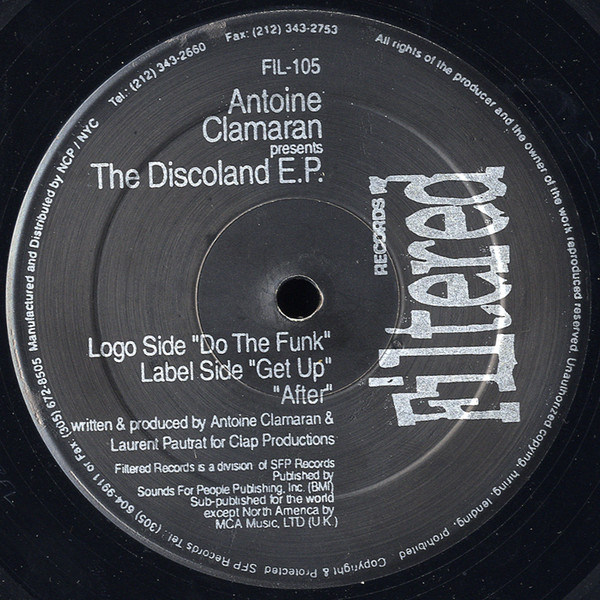 FIL-105
Antoine
Clamaran
presents
The Discoland E.P.
Filtered
RECORDS
Logo Side "Do The Funk"
Label Side "Get Up"
"After"
written & produced by Antoine Clamaran &
Laurent Pautrat for Clap Productions
Filtered Records is a division of SFP Records
Published by
Sounds For People Publishing, Inc. (BMI)
Sub-published for the world
except North America by
MCA Music, LTD (U.K.)
SFP Records Tel.: (305) 604-9911 or Fax: (305) 672-8505 Manufactured and Distributed by NCP / NYC Tel.: (212) 343-2660 Fax: (212) 343-2753
All rights of the producer and the owner of the work reproduced reserved. Unauthorized copying, hiring, lending, prohibited. Copyright & Protected